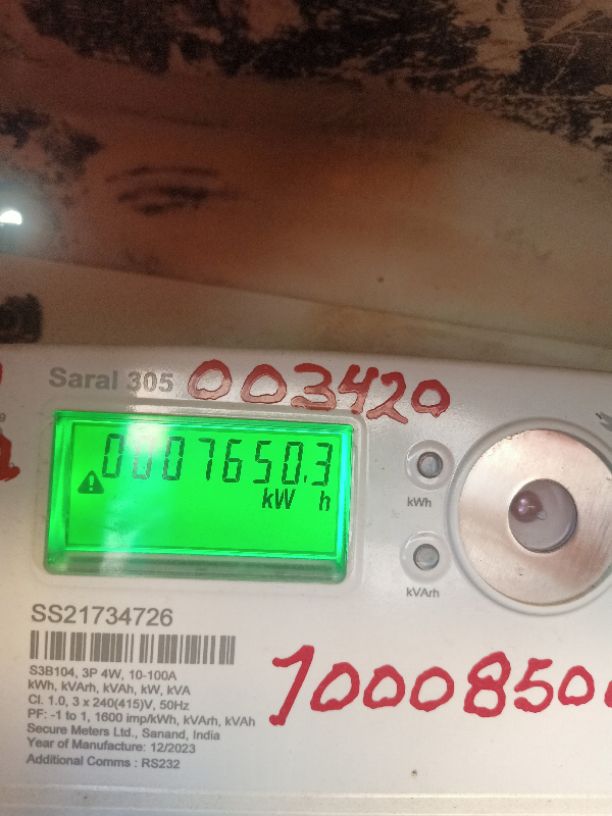 Saral 305 003420
0007650.3
kW h
kWh
kVArh
SS21734726
S3B104, 3P 4W, 10-100A
kWh, kVArh, kVAh, kW, kVA
Cl. 1.0, 3 x 240(415)V, 50Hz
PF: -1 to 1, 1600 imp/kWh, kVArh, kVAh
Secure Meters Ltd., Sanand, India
Year of Manufacture: 12/2023
Additional Comms : RS232
1000850